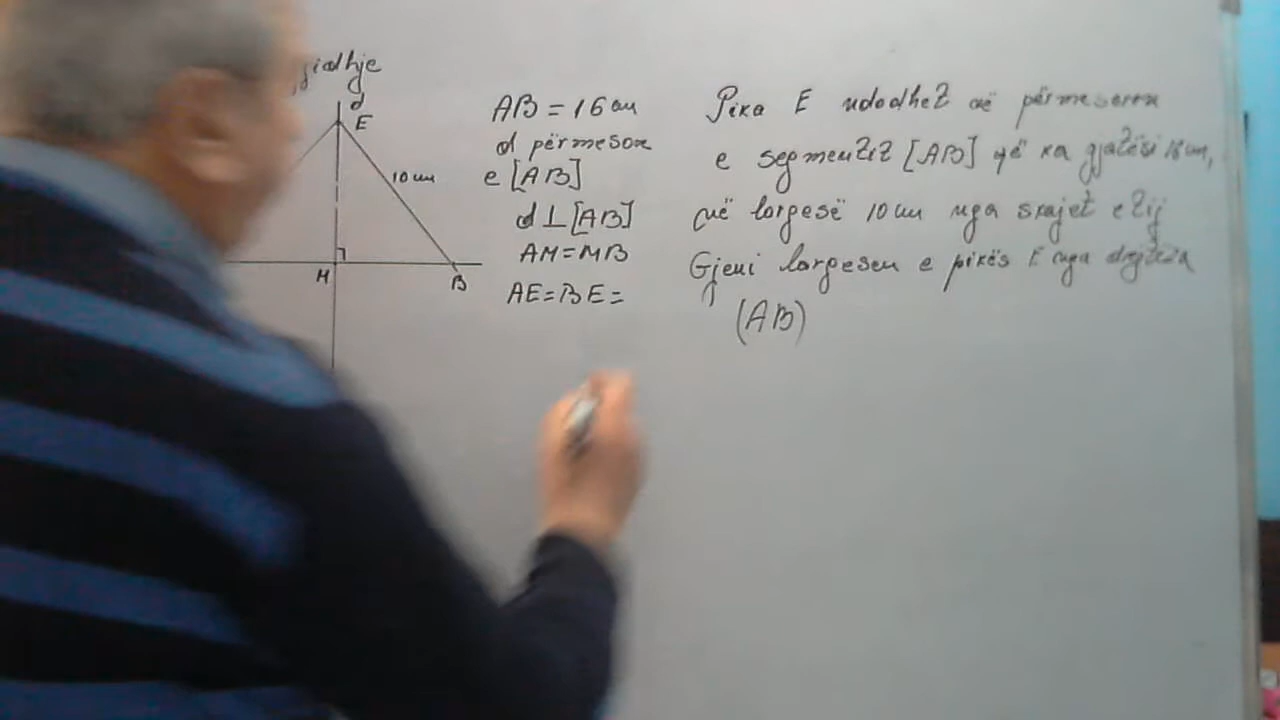 d
E
10 cm
M
B
AB = 16 cm
d përmesore
e [AB]
d ⊥ [AB]
AM = MB
AE = BE =
Pika E ndodhet në përmesoren
e segmentit [AB] që ka gjatësi 16 cm,
në largesë 10 cm nga skajet e tij
Gjeni largesen e pikës E nga drejtëza
(AB)